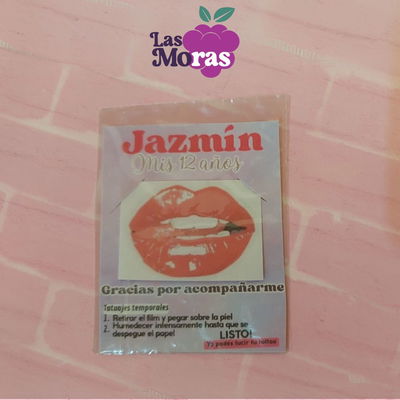 Las
Moras
Jazmín
Mis 12 años
Gracias por acompañarme
Tatuajes temporales
1. Retirar el film y pegar sobre la piel
2. Humedecer intensamente hasta que se
despegue el papel
LISTO!
Ya podes lucir tu tattoo